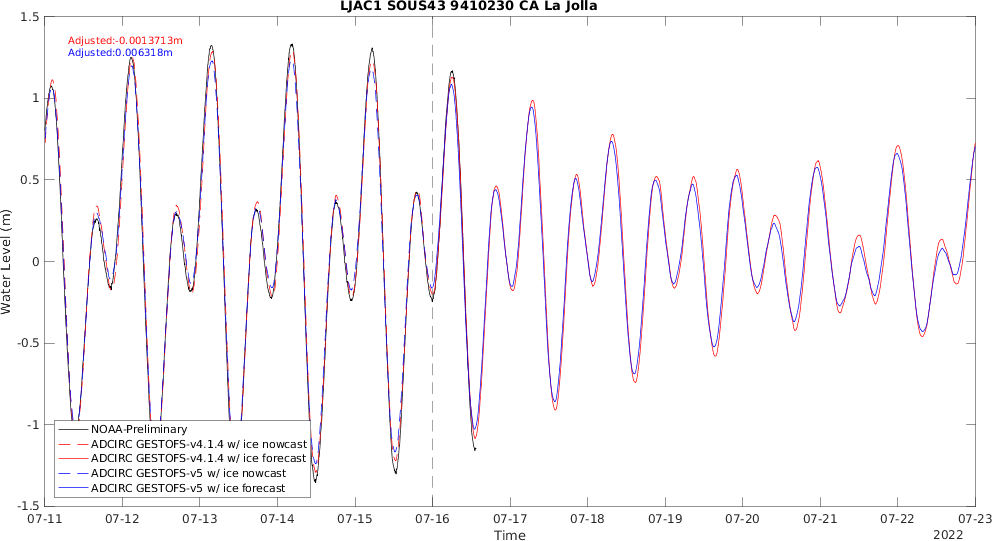 LJAC1 SOUS43 9410230 CA La Jolla
Adjusted:-0.0013713m
Adjusted:0.006318m
Water Level (m)
1.5
1
0.5
0
-0.5
-1
-1.5
NOAA-Preliminary
ADCIRC GESTOFS-v4.1.4 w/ ice nowcast
ADCIRC GESTOFS-v4.1.4 w/ ice forecast
ADCIRC GESTOFS-v5 w/ ice nowcast
ADCIRC GESTOFS-v5 w/ ice forecast
07-11 07-12 07-13 07-14 07-15 07-16 07-17 07-18 07-19 07-20 07-21 07-22 07-23
Time
2022